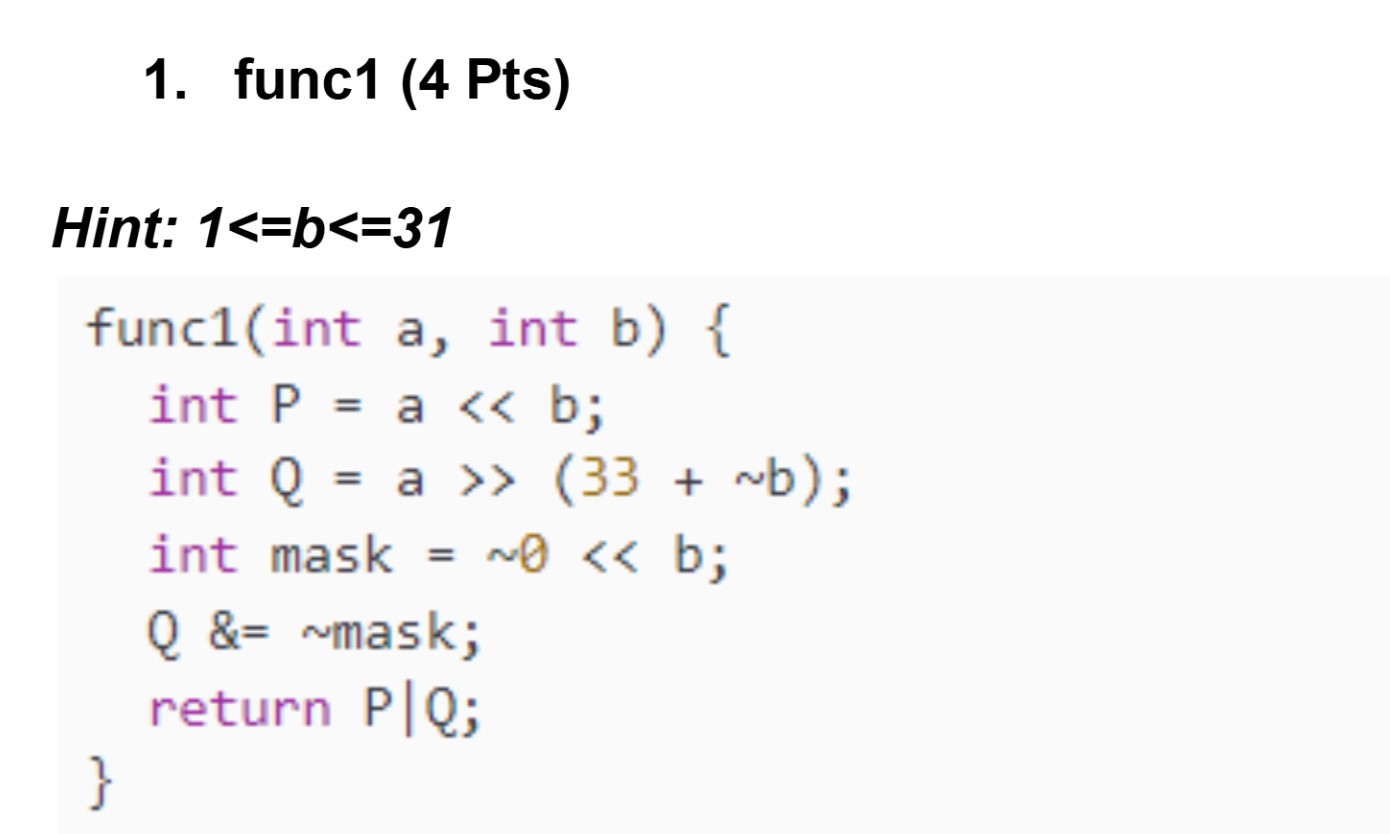 1. func1 (4 Pts)
Hint: 1<=b<=31
func1(int a, int b) {
int P = a << b;
int Q = a >> (33 + ~b);
int mask = ~0 << b;
Q &= ~mask;
return P|Q;
}